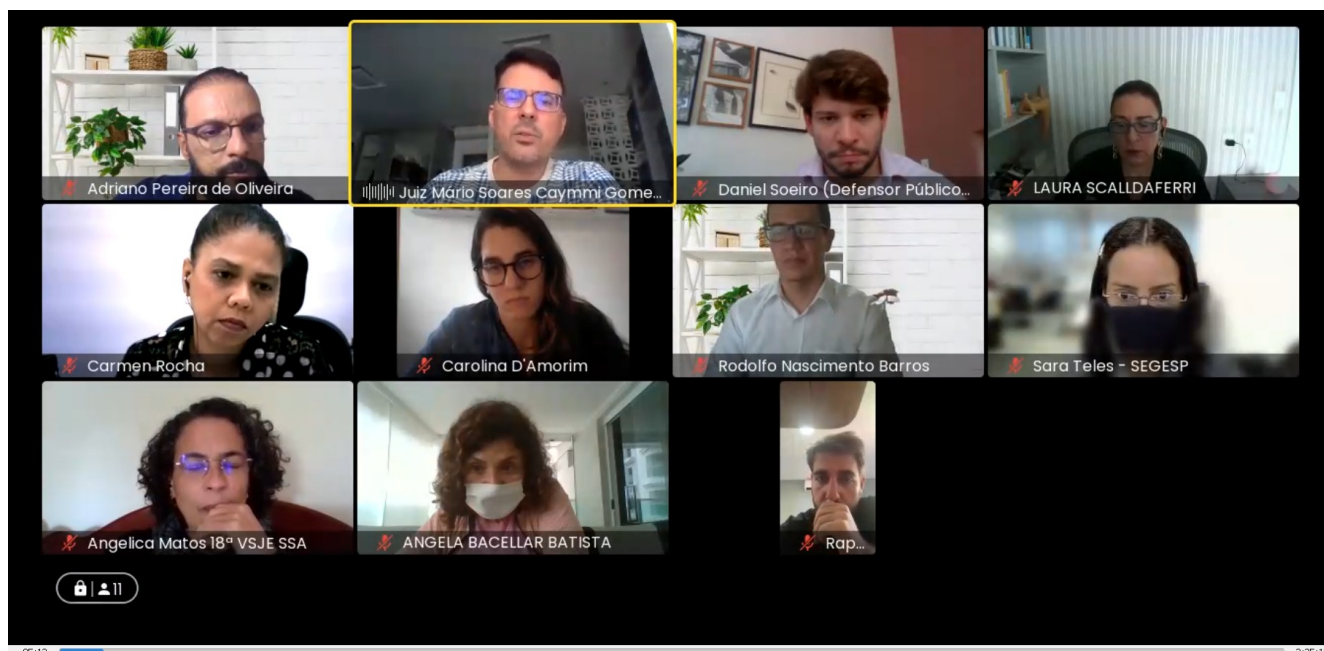 Adriano Pereira de Oliveira
Juiz Mário Soares Caymmi Gome...
Daniel Soeiro (Defensor Público...
LAURA SCALLDAFERRI
Carmen Rocha
Carolina D'Amorim
Rodolfo Nascimento Barros
Sara Teles - SEGESP
Angelica Matos 18ª VSJE SSA
ANGELA BACELLAR BATISTA
Rap...
11